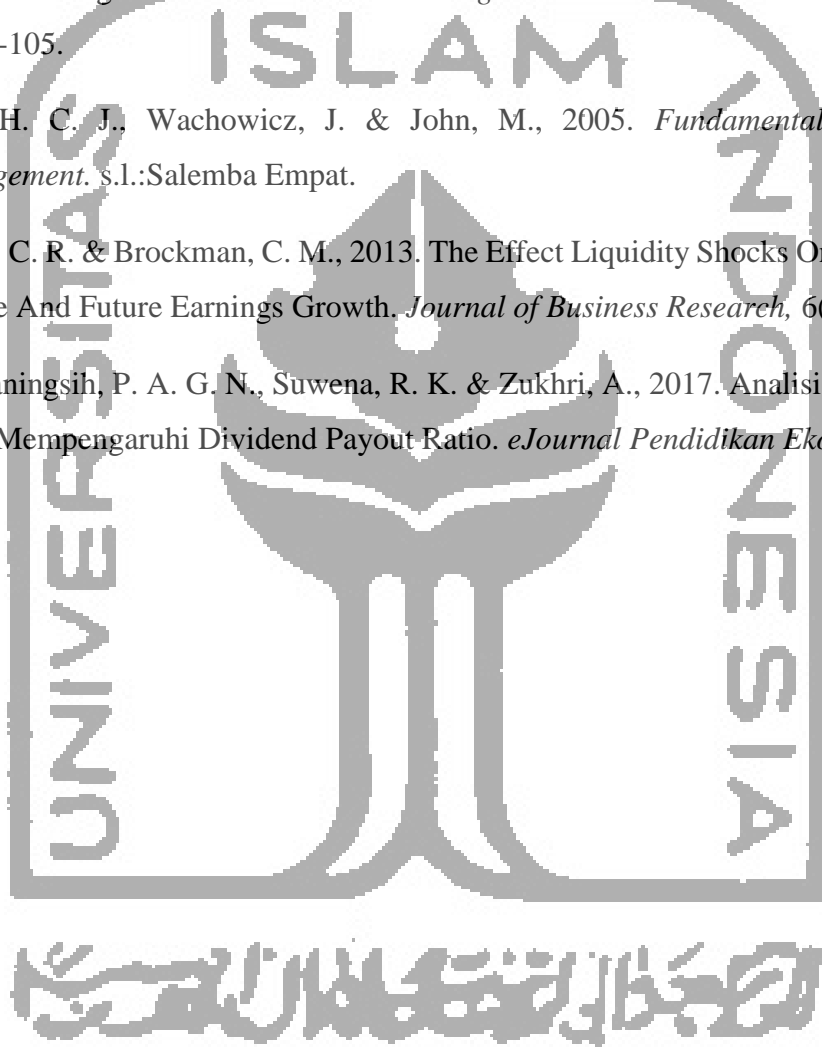 ISLAM
UNIVERSITAS
INDONESIA
-105.
H. C. J., Wachowicz, J. & John, M., 2005. Fundamental
gement. s.l.:Salemba Empat.
C. R. & Brockman, C. M., 2013. The Effect Liquidity Shocks On
e And Future Earnings Growth. Journal of Business Research, 6
ningsih, P. A. G. N., Suwena, R. K. & Zukhri, A., 2017. Analisi
Mempengaruhi Dividend Payout Ratio. eJournal Pendidikan Eko